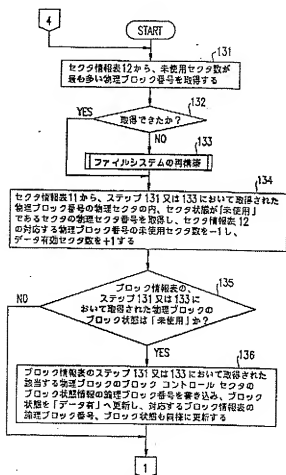 4
START
131
セクタ情報表12から、未使用セクタ数が
最も多い物理ブロック番号を取得する
132
取得できたか？
YES
NO
133
ファイルシステムの再構築
134
セクタ情報表11から、ステップ131又は133において取得された
物理ブロック番号の物理セクタの内、セクタ状態が「未使用」
であるセクタの物理セクタ番号を取得し、セクタ情報表12
の対応する物理ブロック番号の未使用セクタ数を-1し、
データ有効セクタ数を+1する
135
ブロック情報表の、
ステップ131又は133に
おいて取得された物理ブロックの
ブロック状態は「未使用」か？
NO
YES
136
ブロック情報表のステップ131又は133において取得された
該当する物理ブロックのブロック コントロール セクタの
ブロック状態情報の論理ブロック番号を書き込み、ブロック
状態を「データ有」へ更新し、対応するブロック情報表の
論理ブロック番号、ブロック状態も同様に更新する
1